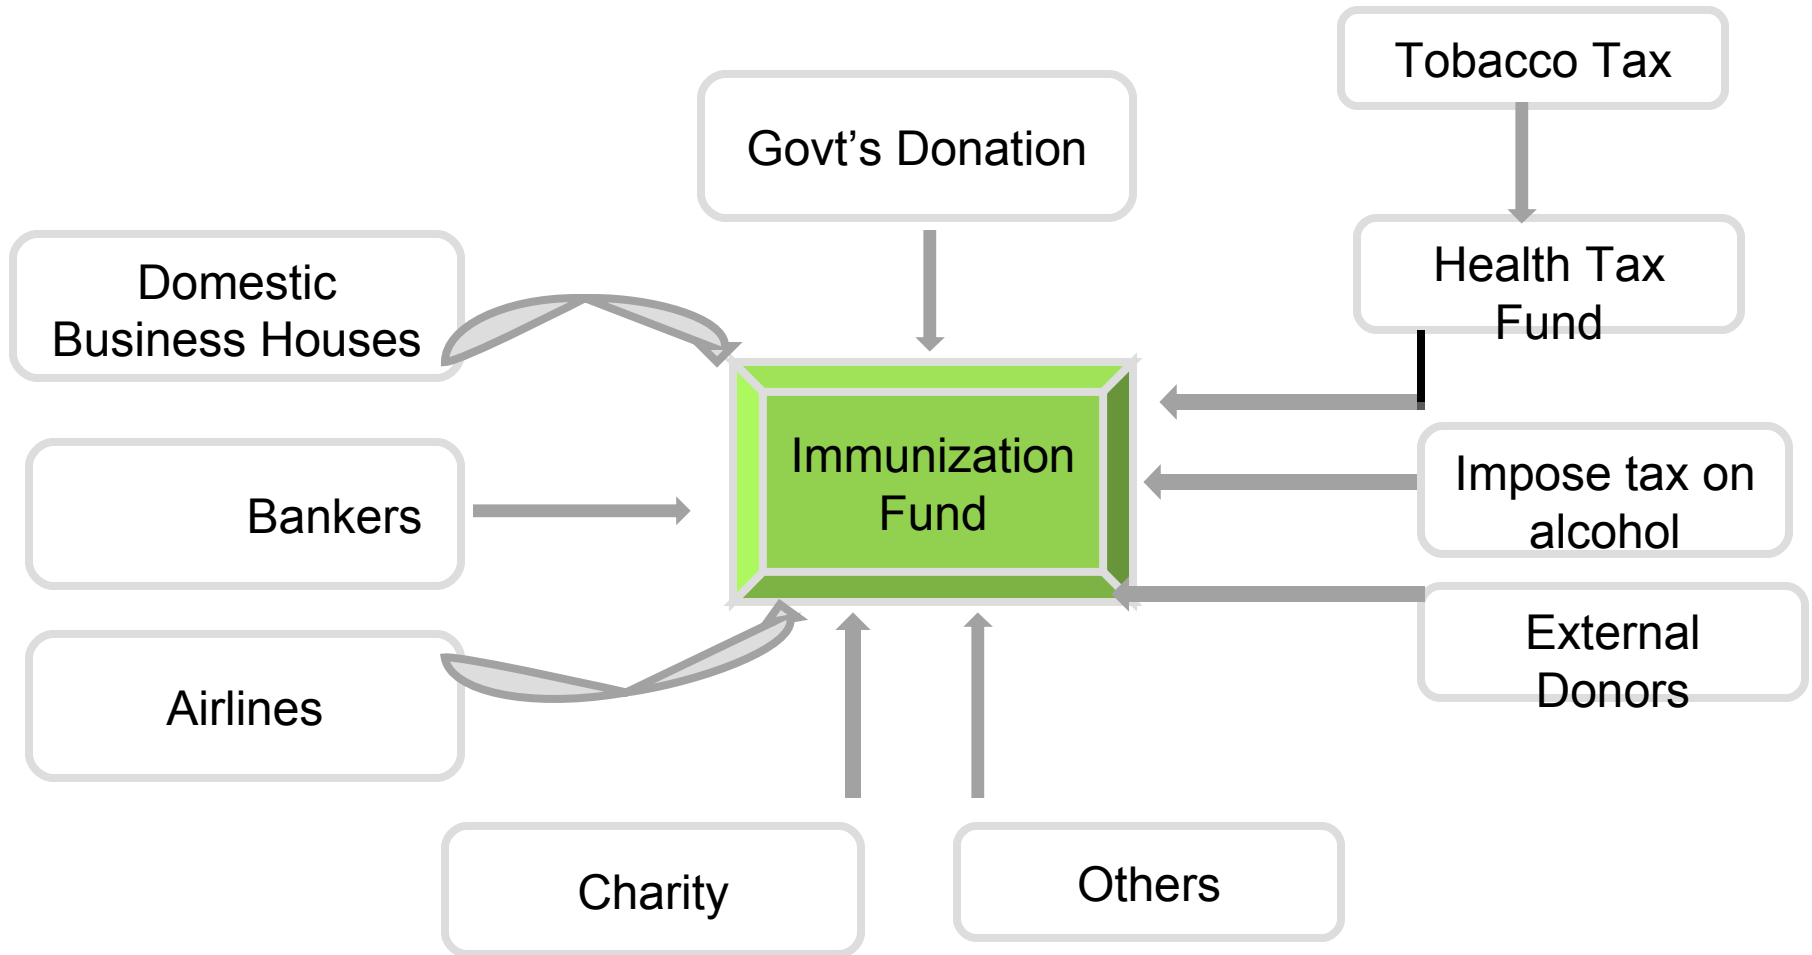 Tobacco Tax
Govt’s Donation
Health Tax
Fund
Domestic
Business Houses
Immunization
Fund
Impose tax on
alcohol
Bankers
External
Donors
Airlines
Charity
Others